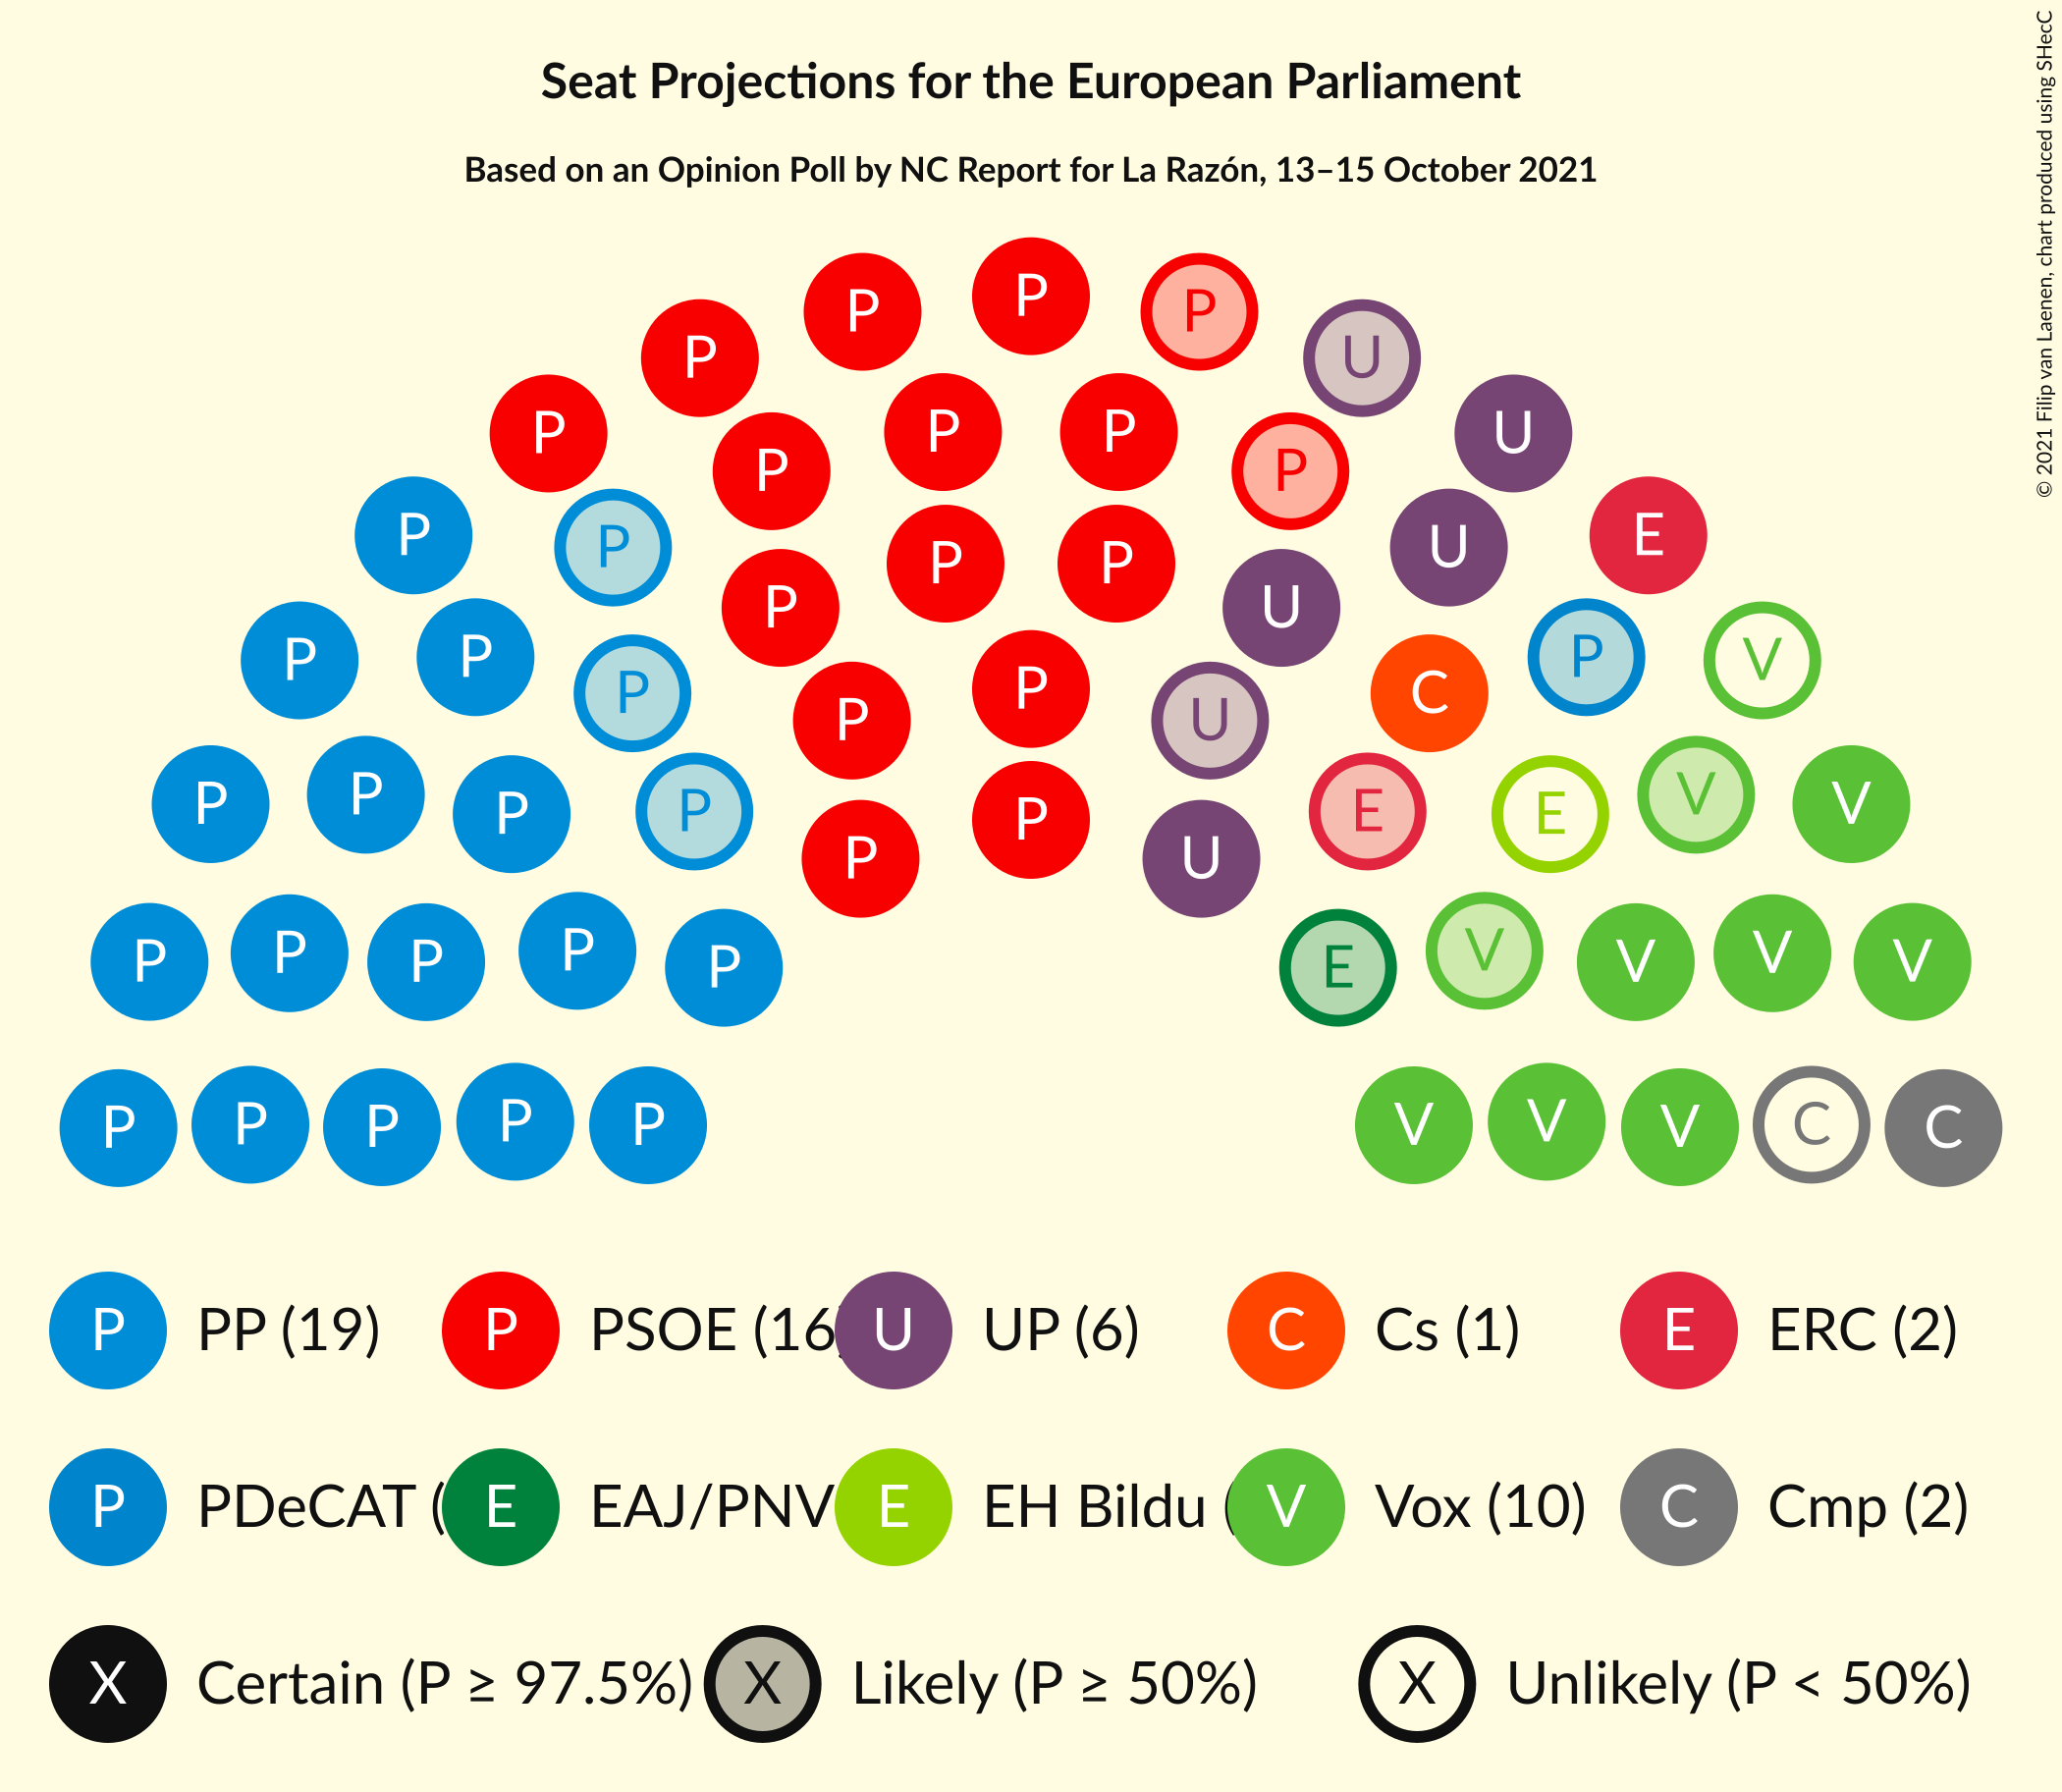 Seat Projections for the European Parliament
Based on an Opinion Poll by NC Report for La Razón, 13–15 October 2021
© 2021 Filip van Laenen, chart produced using SHecC
P
P P
P U
P P P U
P P
P P U E
P P
P U
P P P V
P P C
P U
P P P P P E E V V
P U
P P P P P E V V V V
P P P P P V V V C C
P PP (19) P PSOE (16 U UP (6) C Cs (1) E ERC (2)
P PDeCAT ( E EAJ/PNV E EH Bildu ( V Vox (10) C Cmp (2)
X Certain (P ≥ 97.5%) X Likely (P ≥ 50%) X Unlikely (P < 50%)